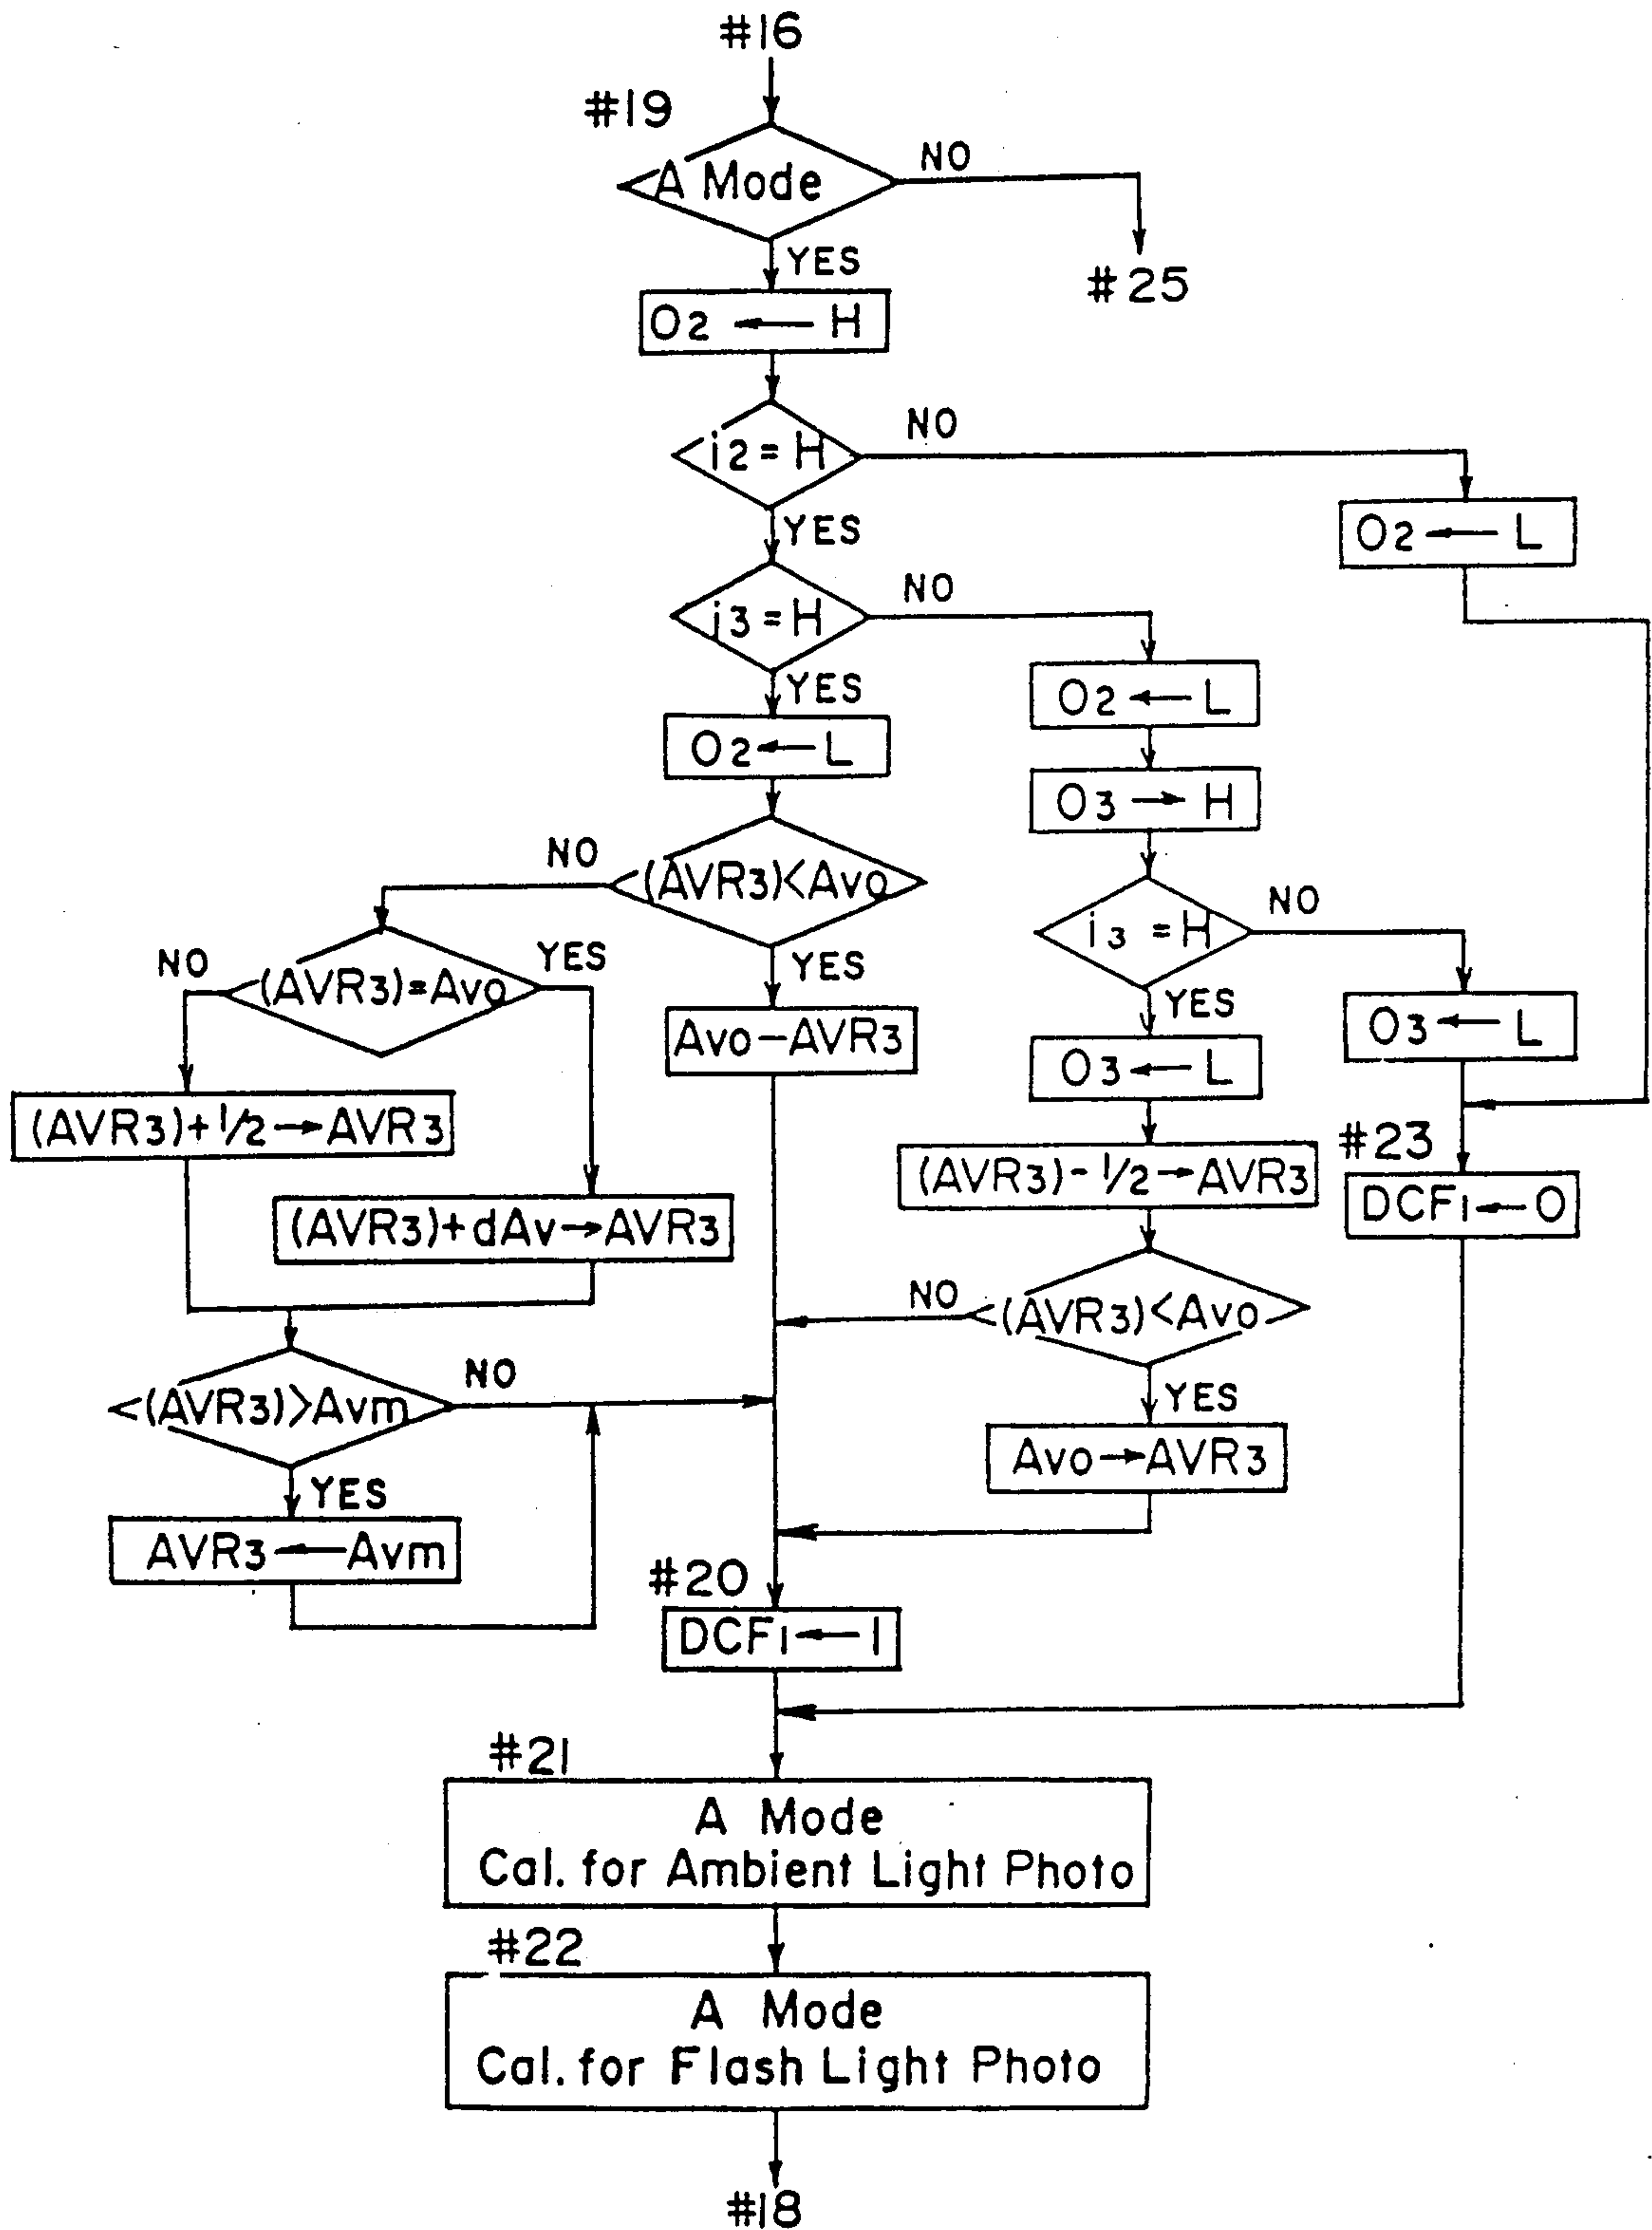 #16
#19
A Mode
NO
YES
#25
O2 ← H
i2 = H
NO
YES
O2 ← L
i3 = H
NO
YES
O2 ← L
O2 ← L
O3 → H
(AVR3)<Avo
NO
YES
i3 = H
NO
YES
(AVR3)=Avo
NO
YES
Avo−AVR3
O3 ← L
O3 ← L
(AVR3)+1/2→AVR3
(AVR3)-1/2→AVR3
#23
DCF1←0
(AVR3)+dAv→AVR3
(AVR3)<Avo
NO
YES
<(AVR3)>Avm
NO
YES
Avo→AVR3
AVR3←Avm
#20
DCF1←1
#21
A Mode
Cal. for Ambient Light Photo
#22
A Mode
Cal. for Flash Light Photo
#18